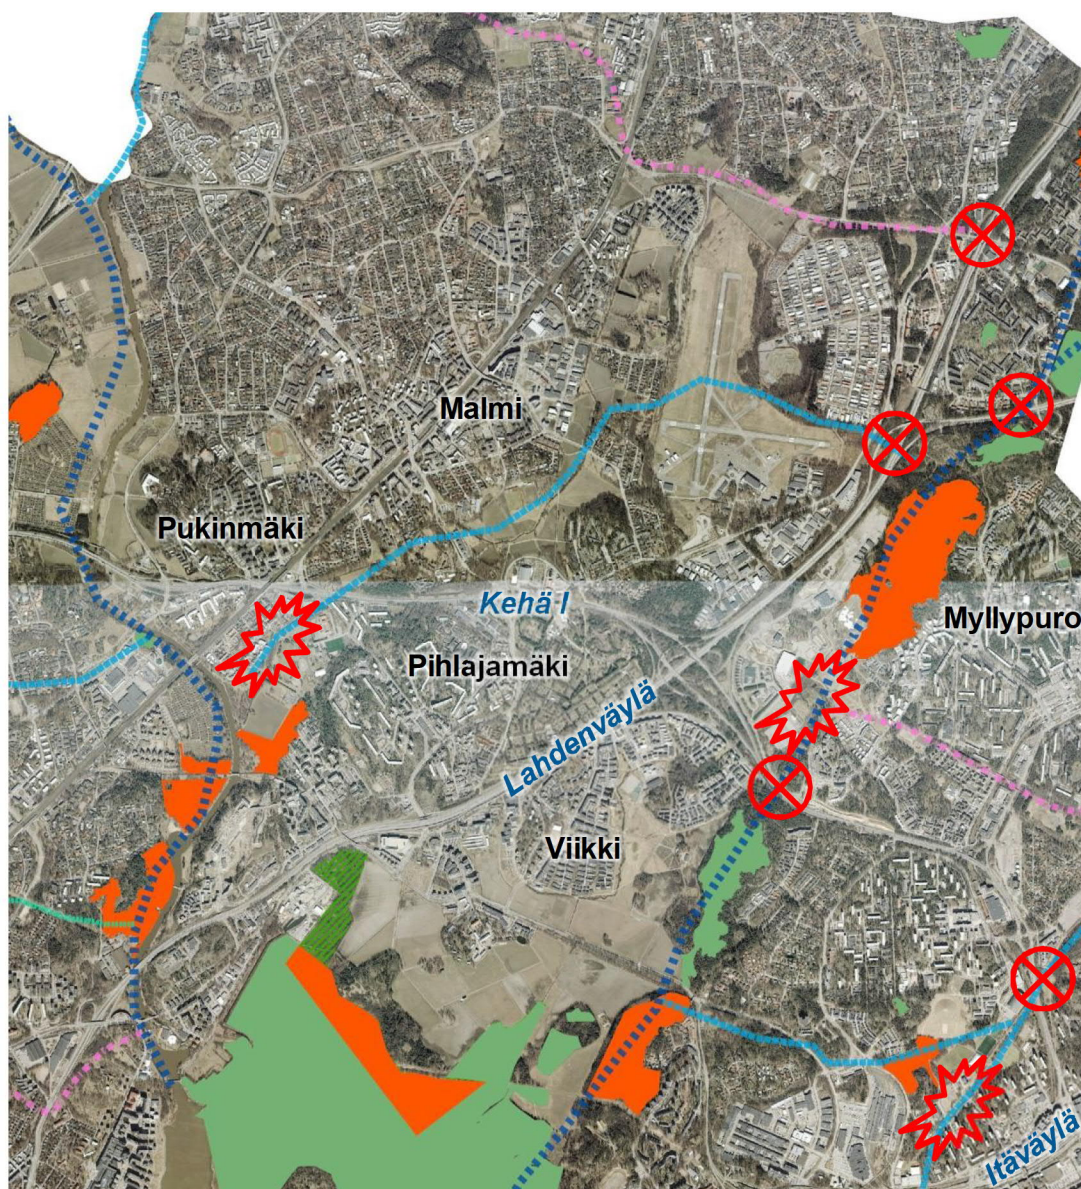 Malmi
Pukinmäki
Kehä I
Myllypuro
Pihlajamäki
Lahdenväylä
Viikki
Itäväylä